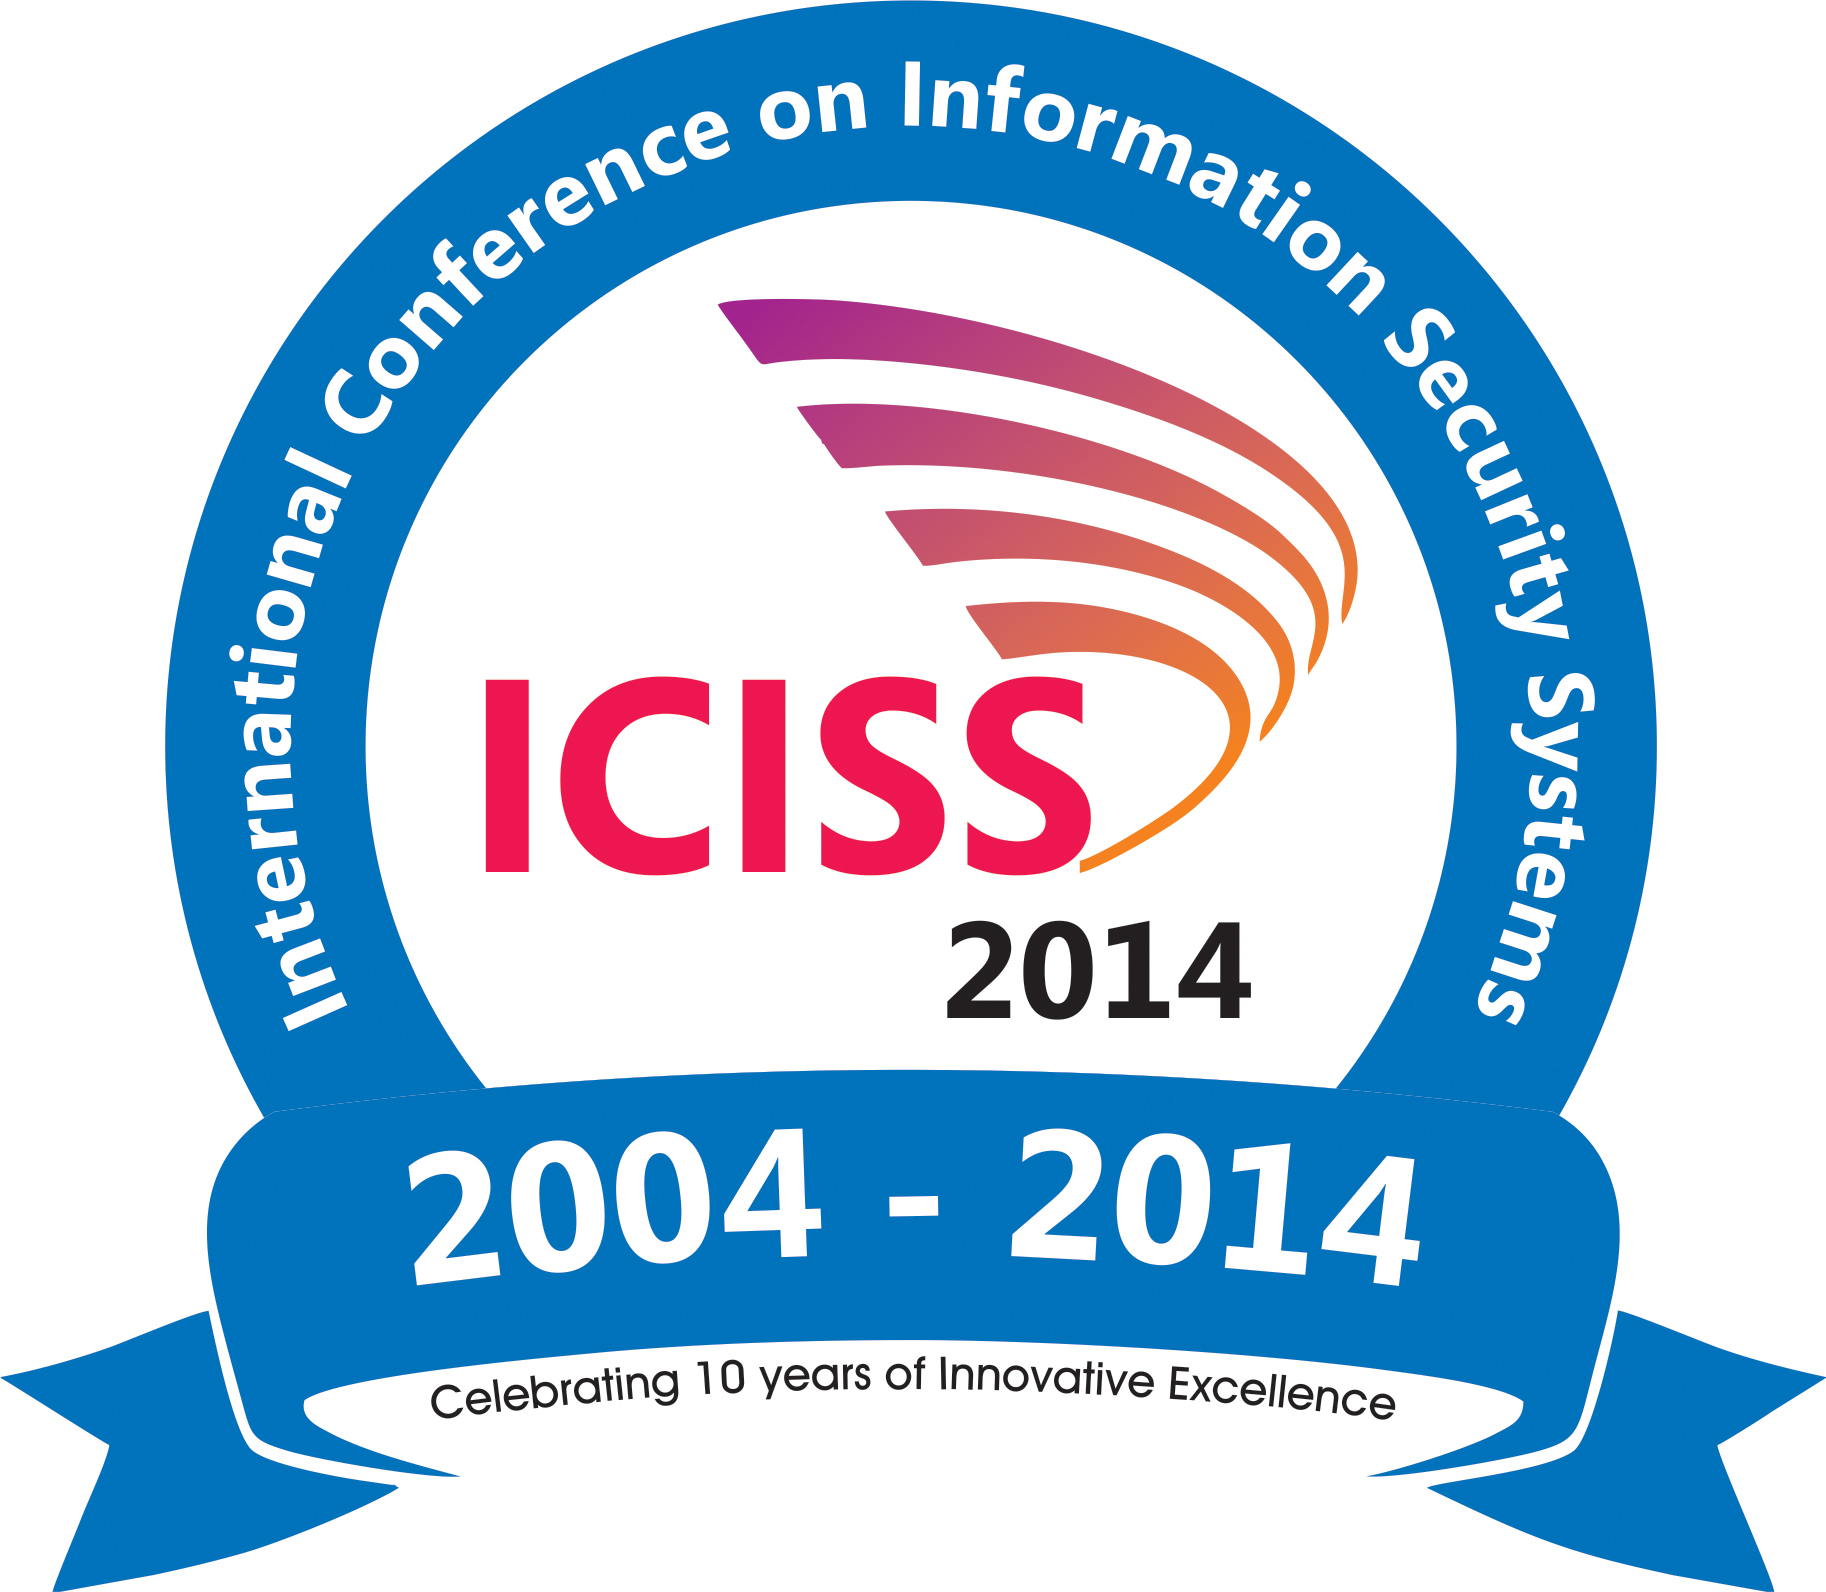 International Conference on Information Security Systems
ICISS
2014
2004 - 2014
Celebrating 10 years of Innovative Excellence